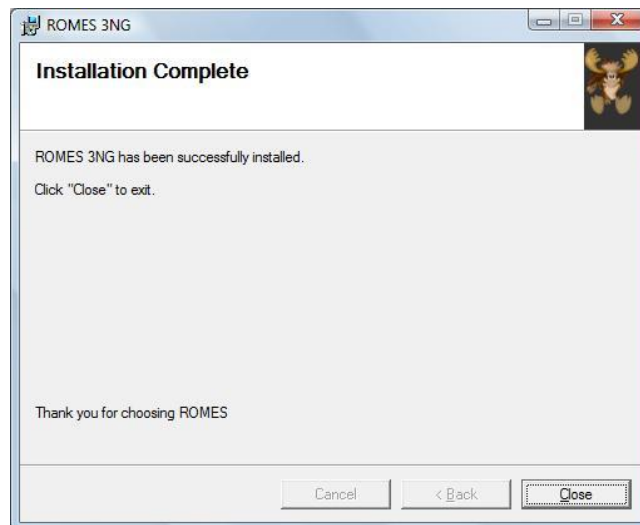 ROMES 3NG
Installation Complete
ROMES 3NG has been successfully installed.
Click "Close" to exit.
Thank you for choosing ROMES
Cancel
< Back
Close